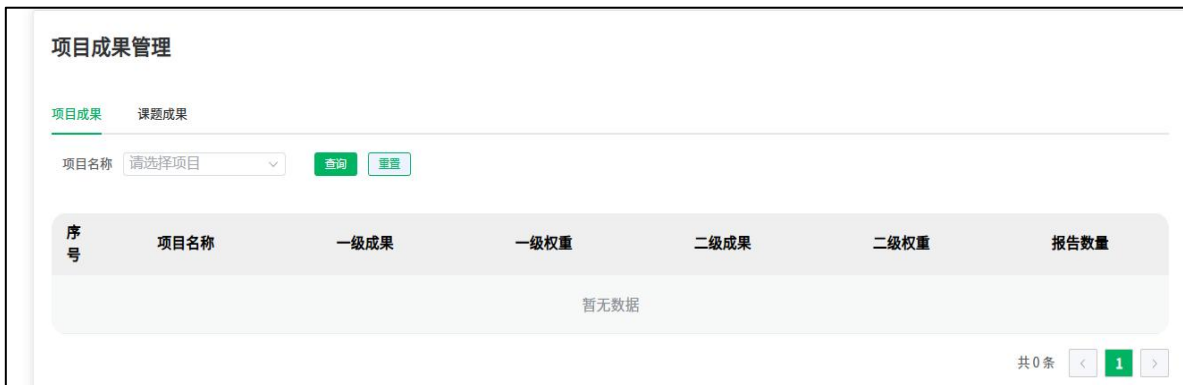 项目成果管理
项目成果 课题成果
项目名称 请选择项目 查询 重置
序号 项目名称 一级成果 一级权重 二级成果 二级权重 报告数量
暂无数据
共 0 条 < 1 >